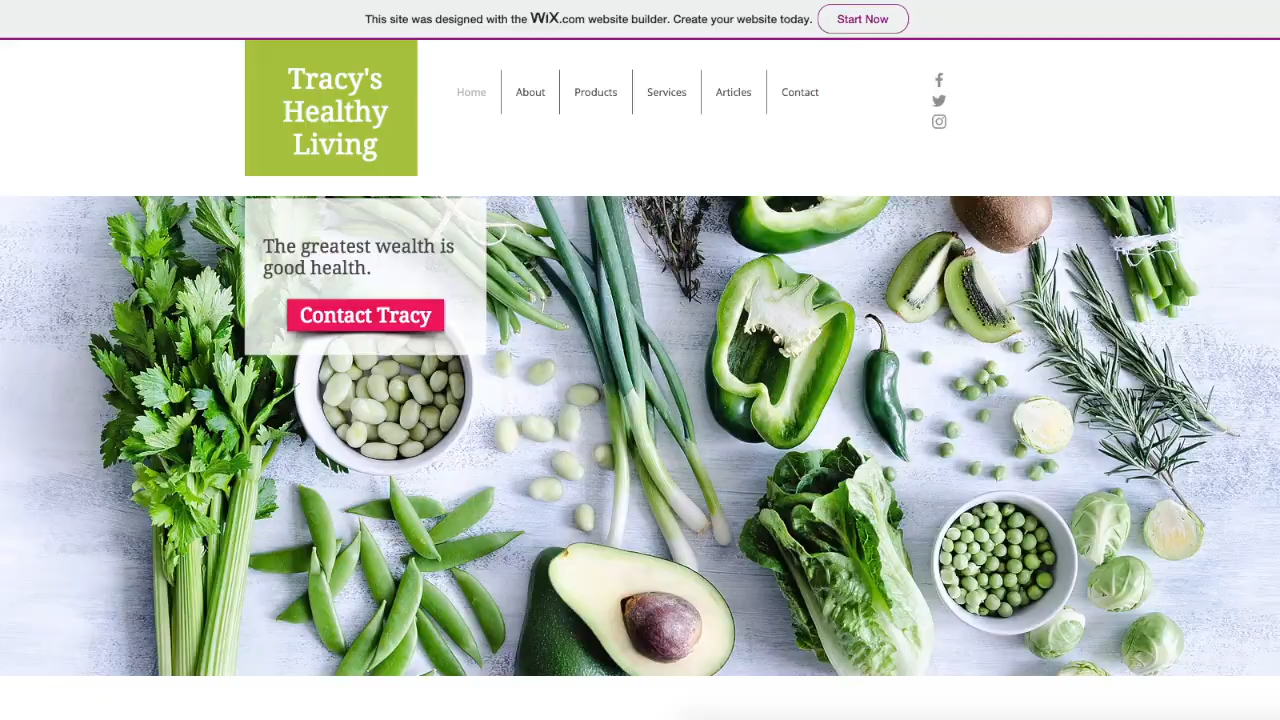 This site was designed with the WiX.com website builder. Create your website today. Start Now
Tracy's
Healthy
Living
Home About Products Services Articles Contact
The greatest wealth is
good health.
Contact Tracy